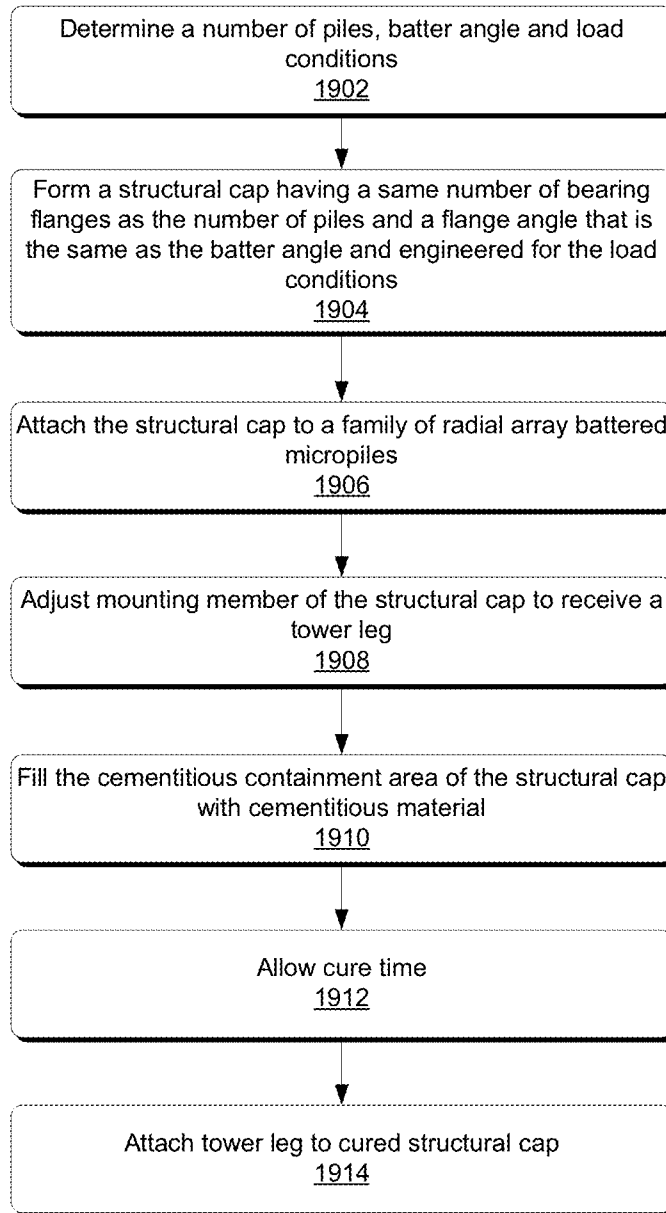 Determine a number of piles, batter angle and load
conditions
1902
Form a structural cap having a same number of bearing
flanges as the number of piles and a flange angle that is
the same as the batter angle and engineered for the load
conditions
1904
Attach the structural cap to a family of radial array battered
micropiles
1906
Adjust mounting member of the structural cap to receive a
tower leg
1908
Fill the cementitious containment area of the structural cap
with cementitious material
1910
Allow cure time
1912
Attach tower leg to cured structural cap
1914